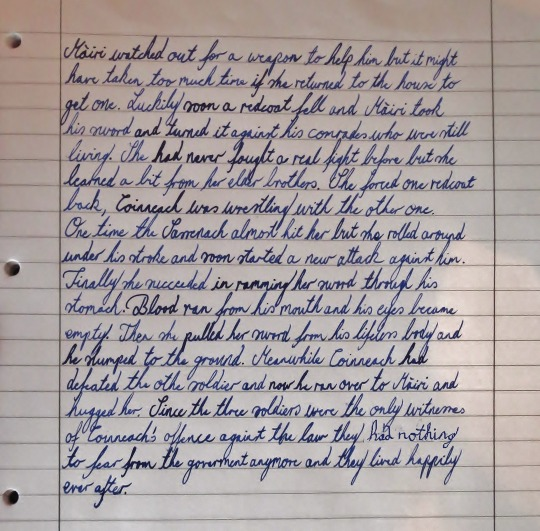 Màiri watched out for a weapon to help him but it might
have taken too much time if she returned to the house to
get one. Luckily soon a redcoat fell and Màiri took
his sword and turned it against his comrades who were still
living. She had never fought a real fight before but she
learned a bit from her elder brothers. She forced one redcoat
back, Coinneach was wrestling with the other one.
One time the Sassenach almost hit her but she rolled around
under his stroke and soon started a new attack against him.
Finally she succeeded in ramming her sword through his
stomach. Blood ran from his mouth and his eyes became
empty. Then she pulled her sword from his lifeless body and
he slumped to the ground. Meanwhile Coinneach had
defeated the othe soldier and now he ran over to Màiri and
hugged her. Since the three soldiers were the only witnesses
of Coinneach's offence against the law they had nothing
to fear from the goverment anymore and they lived happily
ever after.